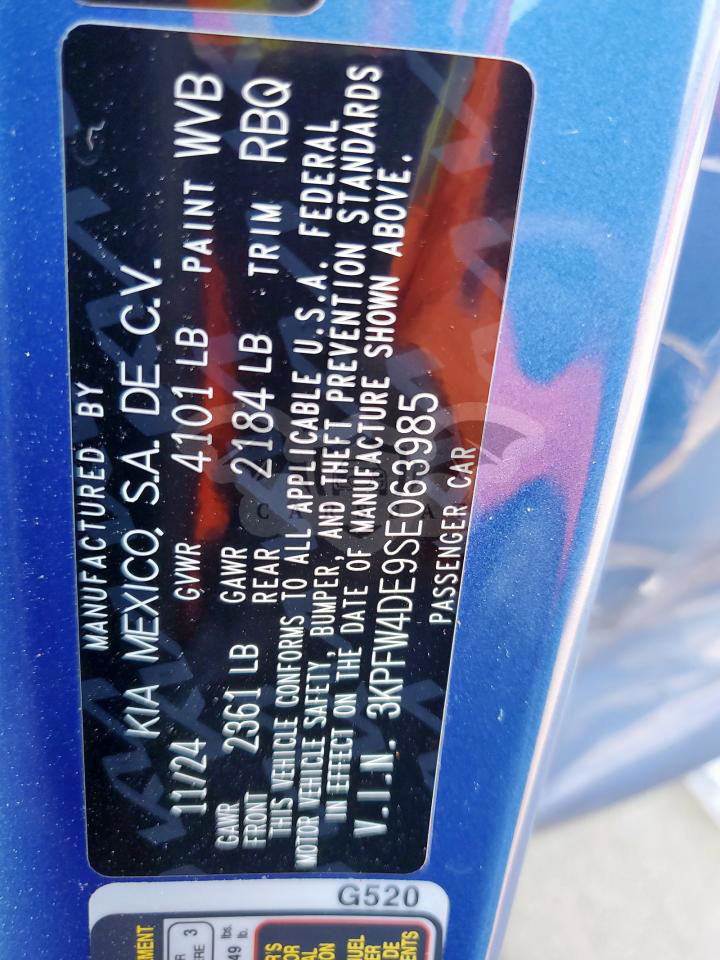 MANUFACTURED BY
KIA MEXICO, S.A. DE C.V.
11/24 GVWR 4101 LB PAINT WVB
GAWR FRONT 2361 LB GAWR REAR 2184 LB TRIM RBQ
THIS VEHICLE CONFORMS TO ALL APPLICABLE U.S.A. FEDERAL
MOTOR VEHICLE SAFETY, BUMPER, AND THEFT PREVENTION STANDARDS
IN EFFECT ON THE DATE OF MANUFACTURE SHOWN ABOVE.
V.I.N. 3KPFW4DE9SE063985
PASSENGER CAR
G520